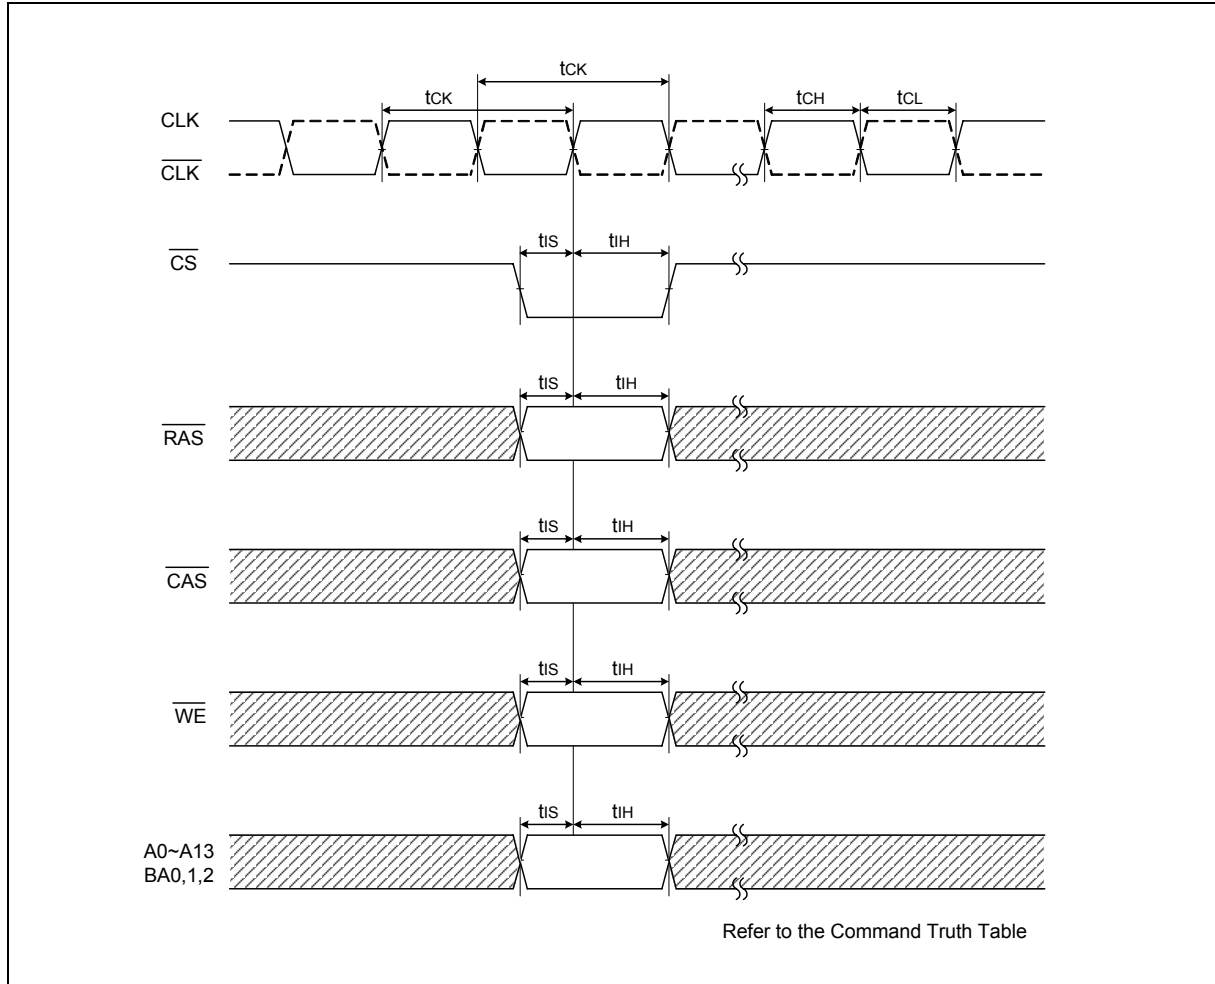 tCK
tCK
tCH
tCL
CLK
CLK
tIS
tIH
CS
tIS
tIH
RAS
tIS
tIH
CAS
tIS
tIH
WE
tIS
tIH
A0~A13
BA0,1,2
Refer to the Command Truth Table